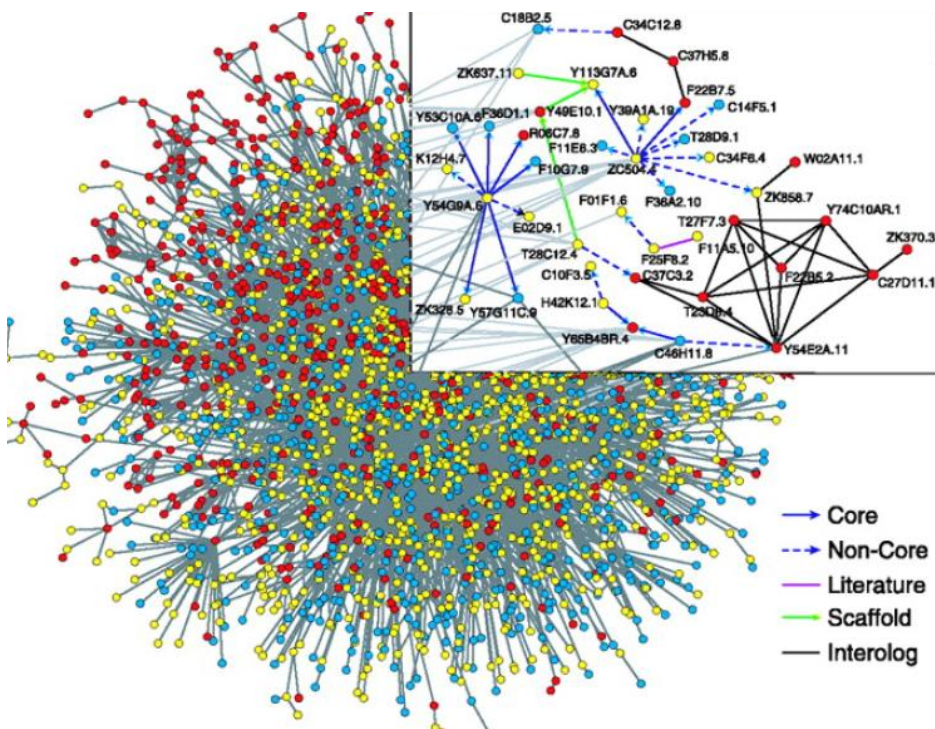 C18B2.5
C34C12.8
C37H5.8
ZK637.11
Y113G7A.6
F22B7.5
Y53C10A.6
F36D1.1
Y49E10.1
Y39A1A.19
C14F5.1
R06C7.8
F11E6.3
T28D9.1
K12H4.7
F10G7.9
ZC504.4
C34F6.4
W02A11.1
Y54G9A.6
F01F1.6
F36A2.10
ZK858.7
E02D9.1
T27F7.3
Y74C10AR.1
T28C12.4
F25F8.2
F11A5.10
ZK370.3
C10F3.5
C37C3.2
F22B5.2
C27D11.1
ZK328.5
Y57G11C.9
H42K12.1
T23D8.4
Y65B4BR.4
C46H11.8
Y54E2A.11
Core
Non-Core
Literature
Scaffold
Interolog